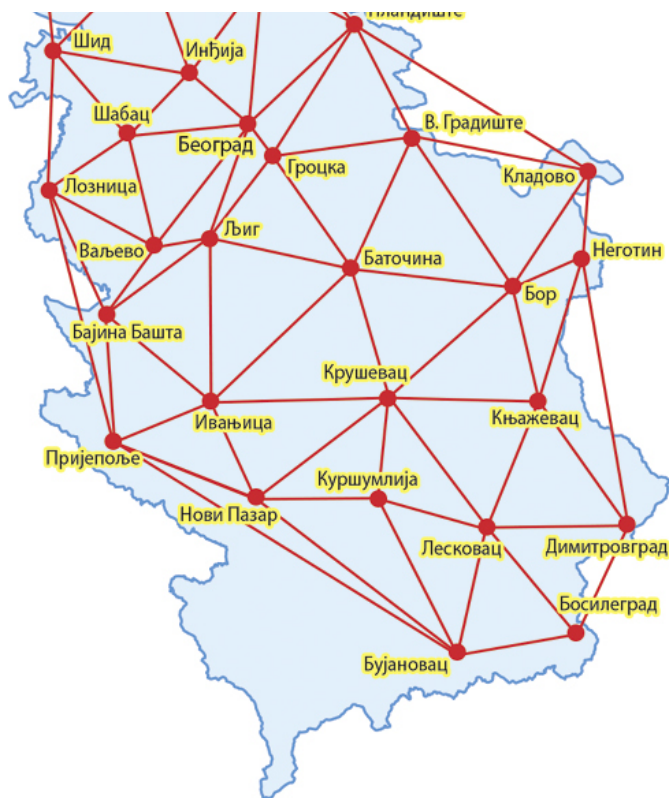 Пландиште
Шид
Инђија
Шабац
Београд
В. Градиште
Гроцка
Кладово
Лозница
Љиг
Ваљево
Баточина
Неготин
Бор
Бајина Башта
Крушевац
Ивањица
Књажевац
Пријепоље
Куршумлија
Нови Пазар
Лесковац
Димитровград
Босилеград
Бујановац